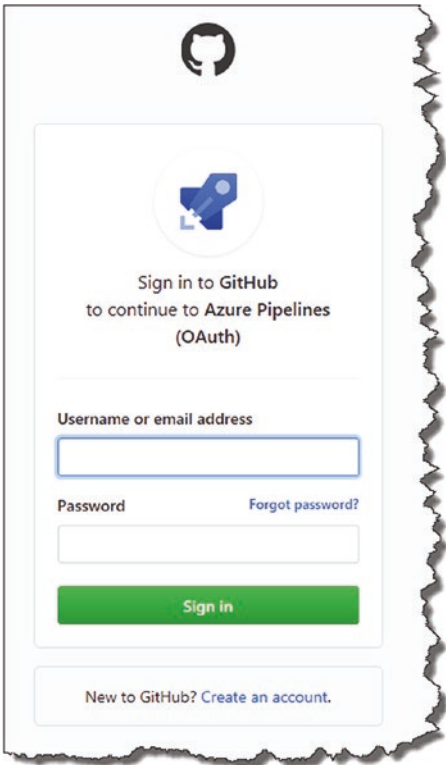 Sign in to GitHub
to continue to Azure Pipelines
(OAuth)
Username or email address
Password Forgot password?
Sign in
New to GitHub? Create an account.